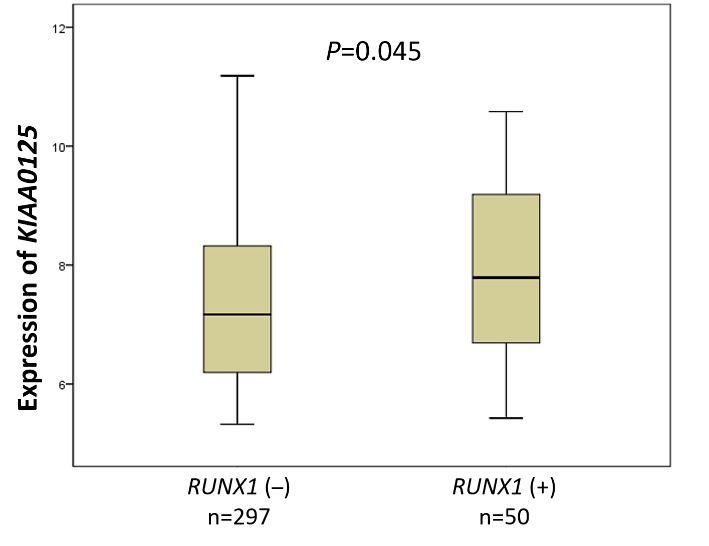 12
P=0.045
10
8
6
Expression of KIAA0125
RUNX1 (–)
RUNX1 (+)
n=297
n=50